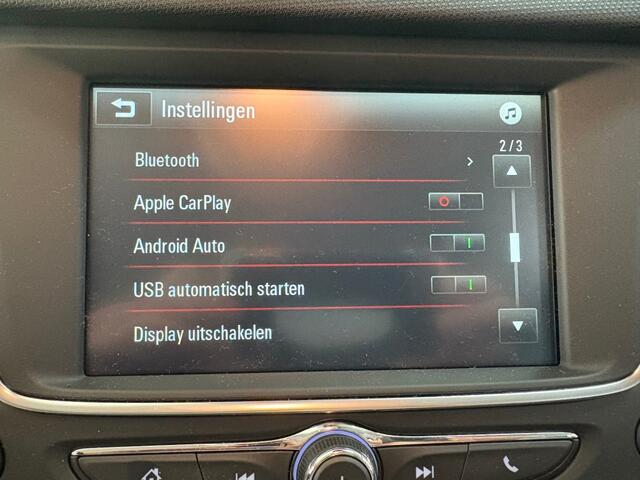 Instellingen
2/3
Bluetooth
Apple CarPlay
Android Auto
USB automatisch starten
Display uitschakelen